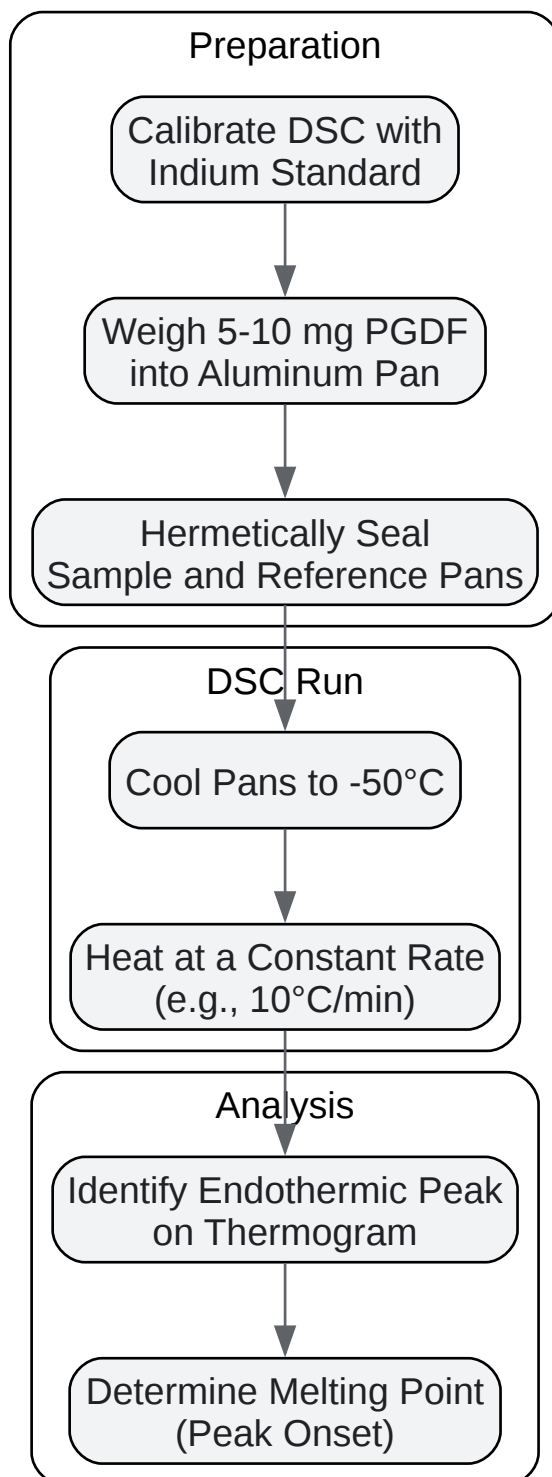 Preparation
Calibrate DSC with
Indium Standard
Weigh 5-10 mg PGDF
into Aluminum Pan
Hermetically Seal
Sample and Reference Pans
DSC Run
Cool Pans to -50°C
Heat at a Constant Rate
(e.g., 10°C/min)
Analysis
Identify Endothermic Peak
on Thermogram
Determine Melting Point
(Peak Onset)